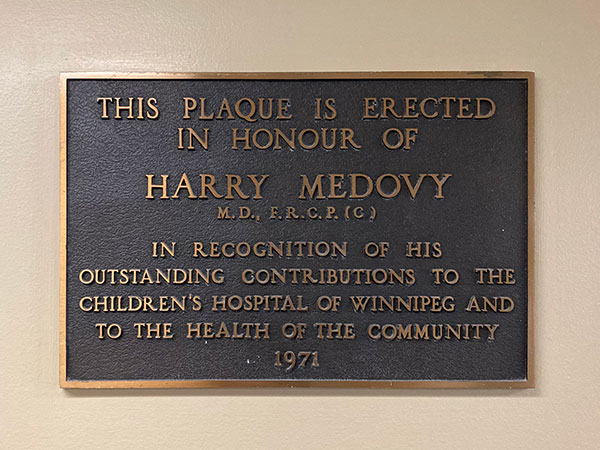 THIS PLAQUE IS ERECTED
IN HONOUR OF
HARRY MEDOVY
M.D., F.R.C.P. (C)
IN RECOGNITION OF HIS
OUTSTANDING CONTRIBUTIONS TO THE
CHILDREN'S HOSPITAL OF WINNIPEG AND
TO THE HEALTH OF THE COMMUNITY
1971